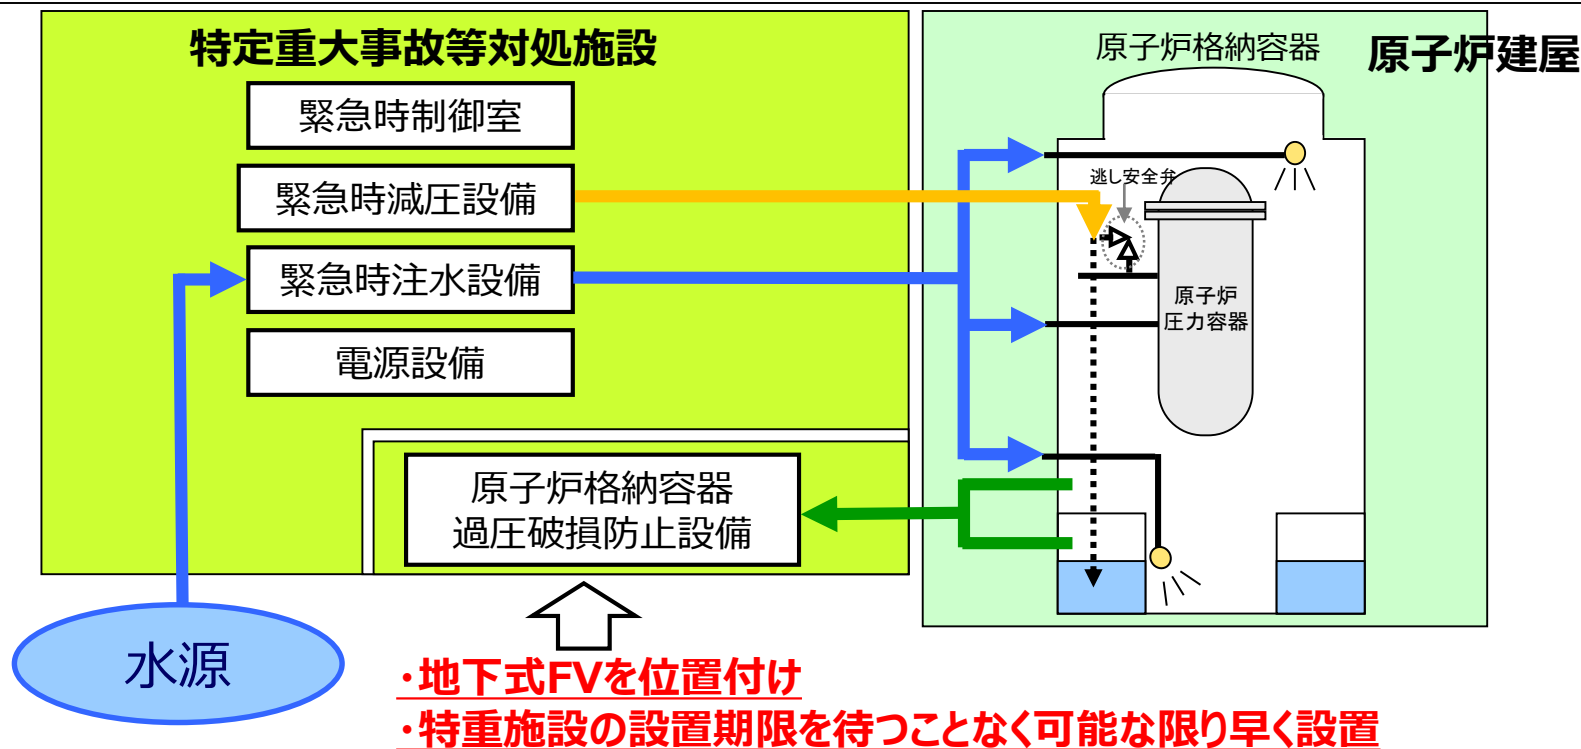 特定重大事故等対処施設
緊急時制御室
緊急時減圧設備
緊急時注水設備
電源設備
原子炉格納容器
過圧破損防止設備
水源
・地下式FVを位置付け
・特重施設の設置期限を待つことなく可能な限り早く設置
原子炉格納容器
原子炉建屋
逃し安全弁
原子炉
圧力容器